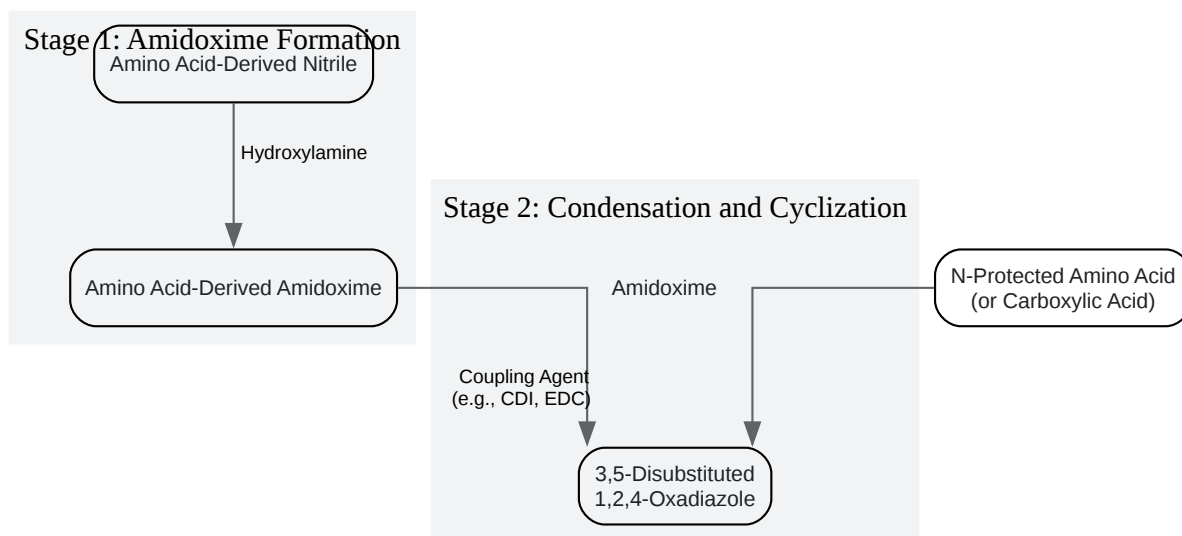 Stage 1: Amidoxime Formation
Amino Acid-Derived Nitrile
Hydroxylamine
Stage 2: Condensation and Cyclization
Amino Acid-Derived Amidoxime
Amidoxime
N-Protected Amino Acid
(or Carboxylic Acid)
Coupling Agent
(e.g., CDI, EDC)
3,5-Disubstituted
1,2,4-Oxadiazole